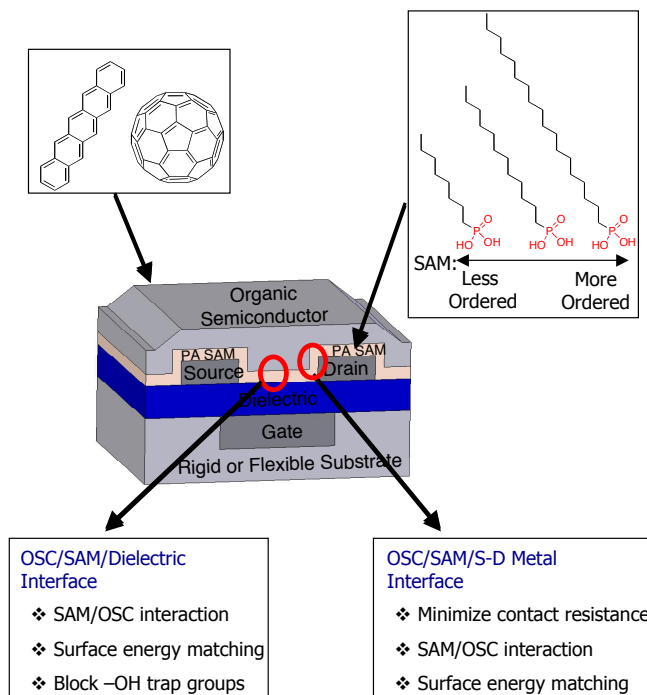 O
P
OH
HO
O
P
OH
HO
O
P
OH
HO
SAM:
Less
Ordered
More
Ordered
Organic
Semiconductor
PA SAM
PA SAM
Source
Drain
Dielectric
Gate
Rigid or Flexible Substrate
OSC/SAM/Dielectric
Interface
❖ SAM/OSC interaction
❖ Surface energy matching
❖ Block –OH trap groups
OSC/SAM/S-D Metal
Interface
❖ Minimize contact resistance
❖ SAM/OSC interaction
❖ Surface energy matching